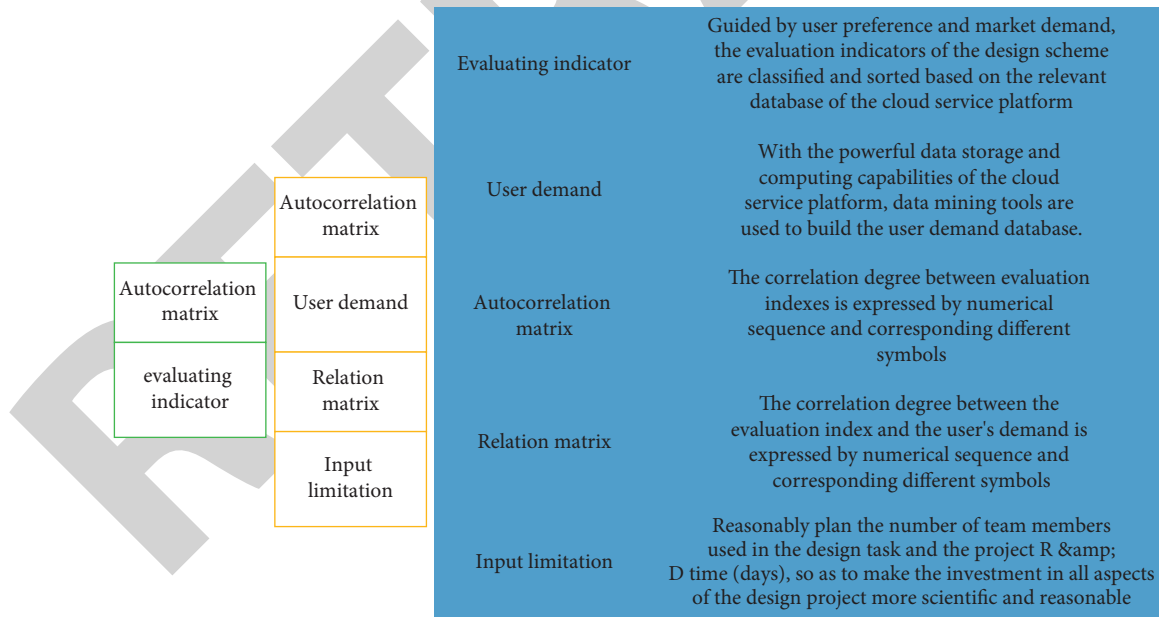 Autocorrelation
matrix
evaluating
indicator
Autocorrelation
matrix
User demand
Relation
matrix
Input
limitation
Evaluating indicator
Guided by user preference and market demand,
the evaluation indicators of the design scheme
are classified and sorted based on the relevant
database of the cloud service platform
User demand
With the powerful data storage and
computing capabilities of the cloud
service platform, data mining tools are
used to build the user demand database.
Autocorrelation
matrix
The correlation degree between evaluation
indexes is expressed by numerical
sequence and corresponding different
symbols
Relation matrix
The correlation degree between the
evaluation index and the user's demand is
expressed by numerical sequence and
corresponding different symbols
Input limitation
Reasonably plan the number of team members
used in the design task and the project R &amp;
D time (days), so as to make the investment in all aspects
of the design project more scientific and reasonable